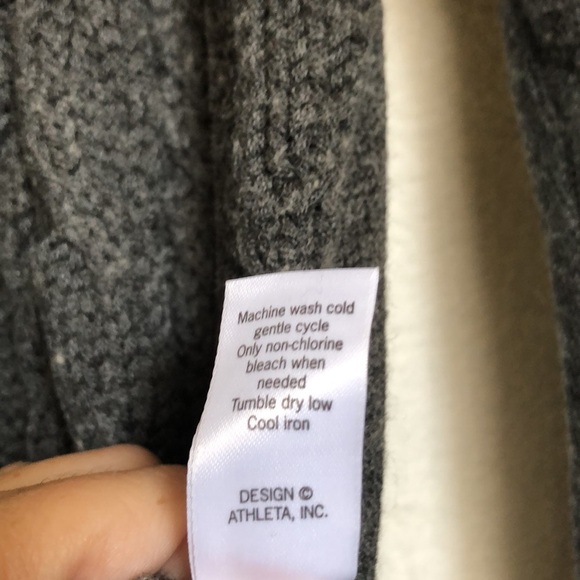 Machine wash cold
gentle cycle
Only non-chlorine
bleach when
needed
Tumble dry low
Cool iron
DESIGN ©
ATHLETA, INC.